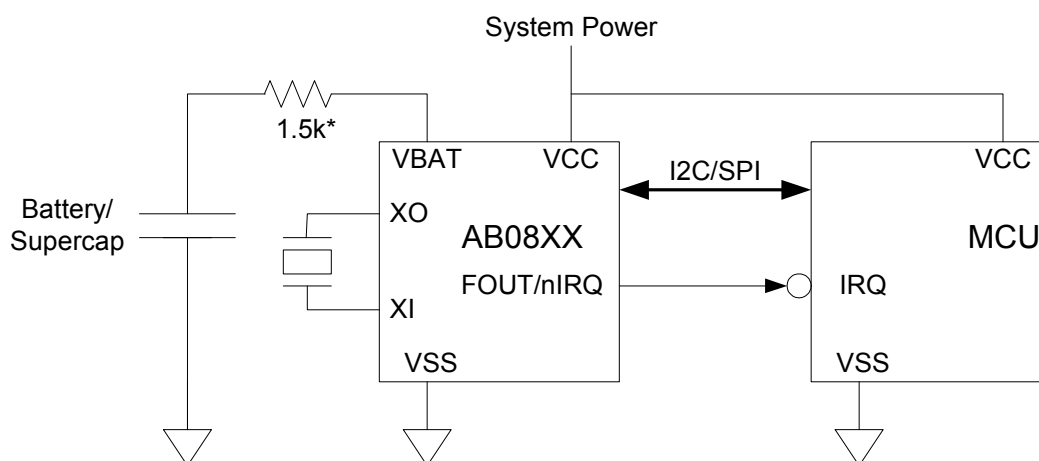 System Power
1.5k*
VBAT
VCC
VCC
I2C/SPI
Battery/
Supercap
XO
AB08XX
MCU
FOUT/nIRQ
IRQ
XI
VSS
VSS